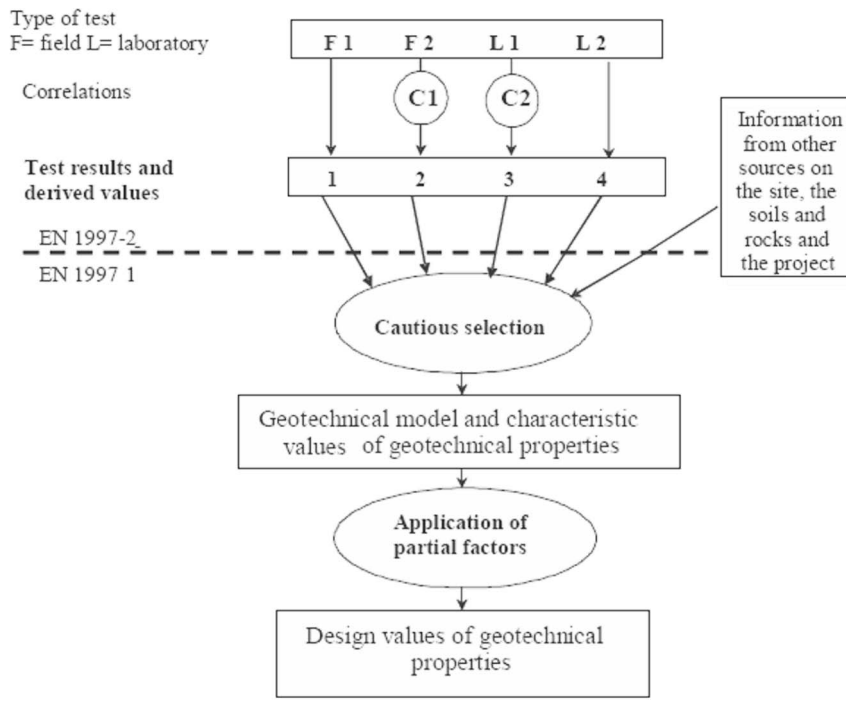 Type of test
F= field L= laboratory
F 1 F 2 L 1 L 2
Correlations
C1 C2
Information
from other
sources on
the site, the
soils and
rocks and
the project
Test results and
derived values
1 2 3 4
EN 1997-2
EN 1997 1
Cautious selection
Geotechnical model and characteristic
values of geotechnical properties
Application of
partial factors
Design values of geotechnical
properties